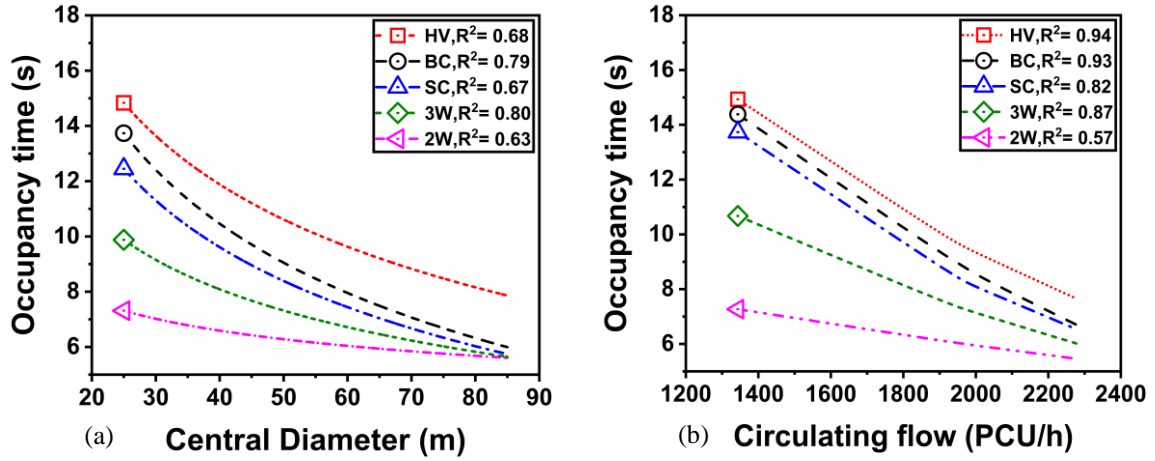 18
16
14
12
10
8
6
Occupancy time (s)
HV,R²= 0.68
BC,R²= 0.79
SC,R²= 0.67
3W,R²= 0.80
2W,R²= 0.63
20 30 40 50 60 70 80 90
(a) Central Diameter (m)
18
16
14
12
10
8
6
Occupancy time (s)
HV,R²= 0.94
BC,R²= 0.93
SC,R²= 0.82
3W,R²= 0.87
2W,R²= 0.57
1200 1400 1600 1800 2000 2200 2400
(b) Circulating flow (PCU/h)